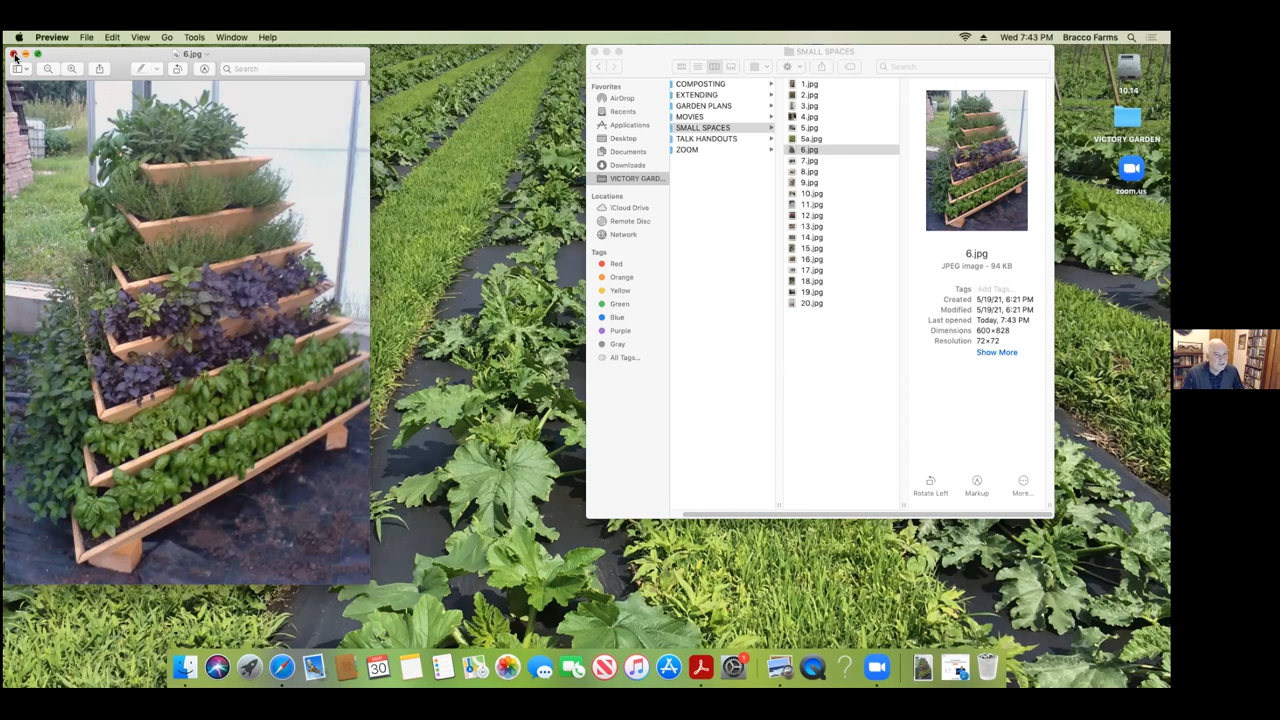 Preview File Edit View Go Tools Window Help
Wed 7:43 PM Bracco Farms
6.jpg
Search
SMALL SPACES
Search
Favorites
AirDrop
Recents
Applications
Desktop
Documents
Downloads
VICTORY GARD...
Locations
iCloud Drive
Remote Disc
Network
Tags
Red
Orange
Yellow
Green
Blue
Purple
Gray
All Tags...
COMPOSTING
EXTENDING
GARDEN PLANS
MOVIES
SMALL SPACES
TALK HANDOUTS
ZOOM
1.jpg
2.jpg
3.jpg
4.jpg
5.jpg
5a.jpg
6.jpg
7.jpg
8.jpg
9.jpg
10.jpg
11.jpg
12.jpg
13.jpg
14.jpg
15.jpg
16.jpg
17.jpg
18.jpg
19.jpg
20.jpg
6.jpg
JPEG image - 94 KB
Tags Add Tags...
Created 5/19/21, 6:21 PM
Modified 5/19/21, 6:21 PM
Last opened Today, 7:43 PM
Dimensions 600×828
Resolution 72×72
Show More
Rotate Left Markup More...
10.14
VICTORY GARDEN
zoom.us
30